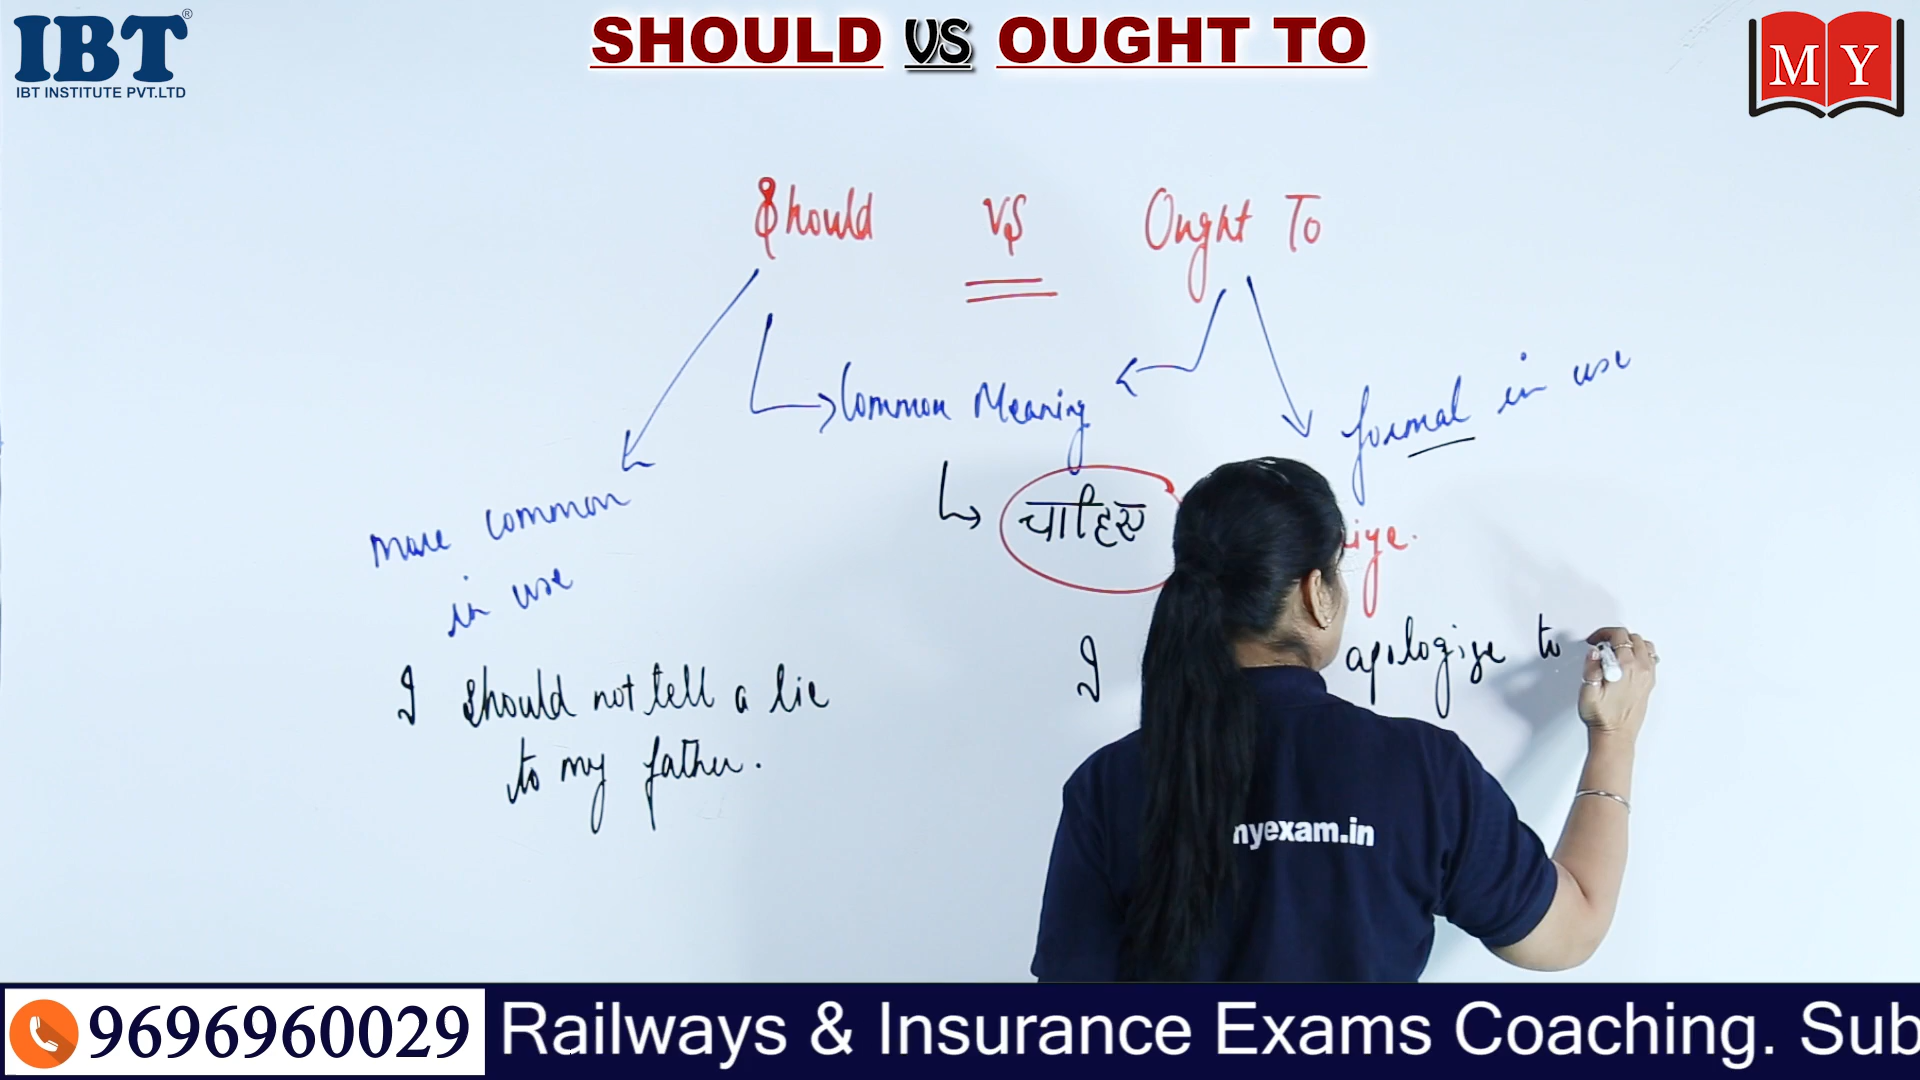 IBT®
IBT INSTITUTE PVT.LTD
SHOULD VS OUGHT TO
M Y
Should VS Ought To
Common Meaning
formal in use
more common
in use
चाहिए
iye.
I should not tell a lie
to my father.
I apologize to
nyexam.in
9696960029
Railways & Insurance Exams Coaching. Sub